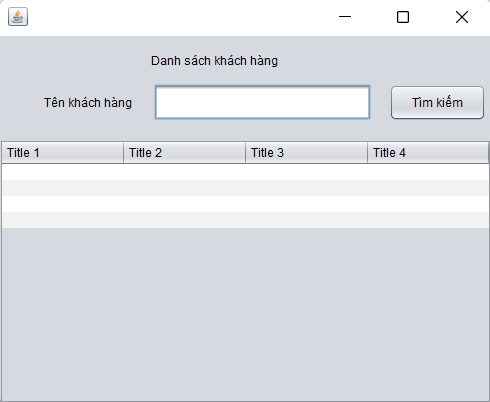 Danh sách khách hàng
Tên khách hàng
Tìm kiếm
Title 1 Title 2 Title 3 Title 4